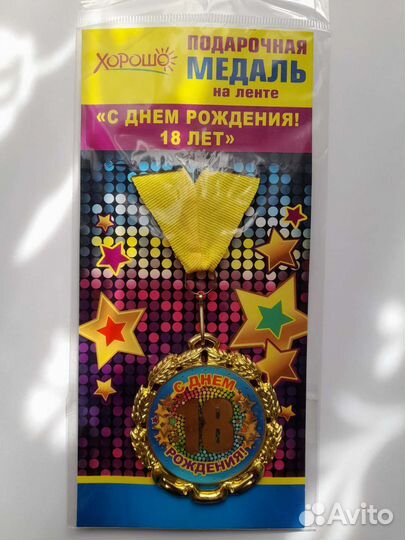 Хорошо
ПОДАРОЧНАЯ
МЕДАЛЬ
на ленте
«С ДНЕМ РОЖДЕНИЯ!
18 ЛЕТ»
С ДНЕМ
18
РОЖДЕНИЯ!
Avito